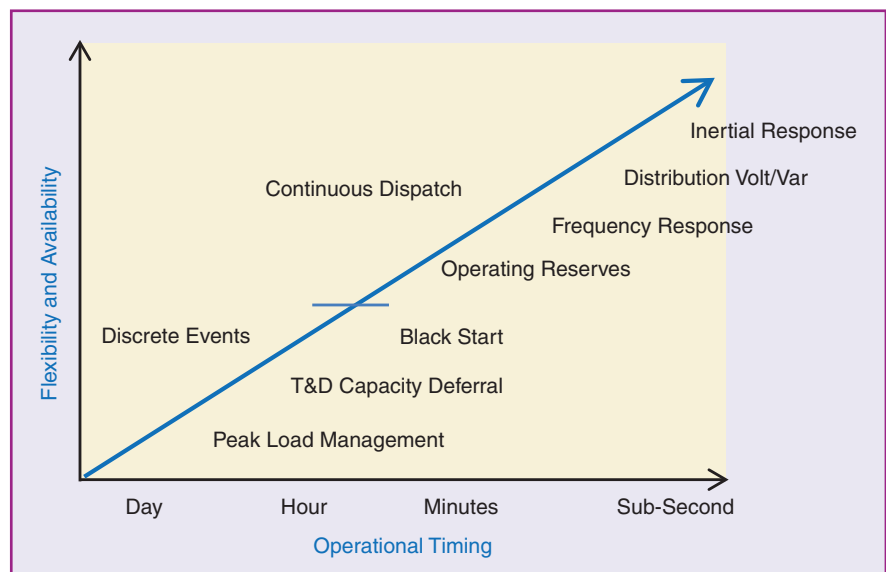 Inertial Response
Distribution Volt/Var
Continuous Dispatch
Frequency Response
Operating Reserves
Discrete Events
Black Start
T&D Capacity Deferral
Peak Load Management
Flexibility and Availability
Day Hour Minutes Sub-Second
Operational Timing